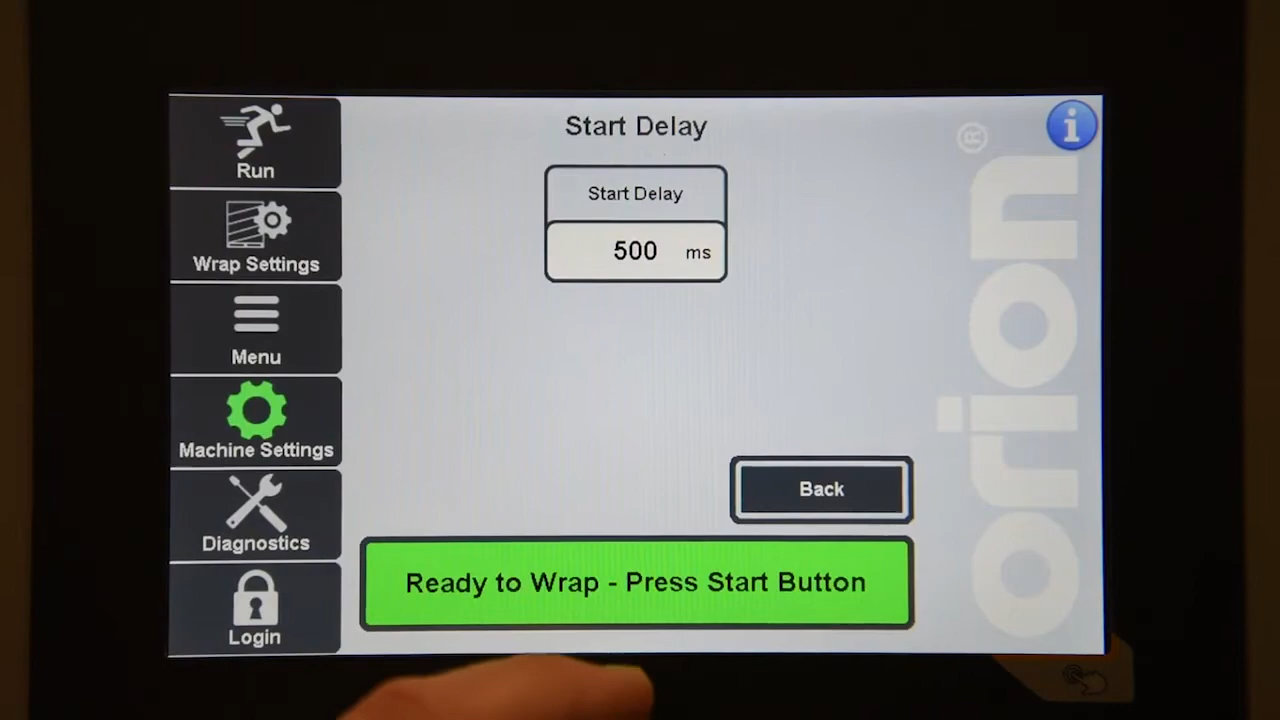 Run
Wrap Settings
Menu
Machine Settings
Diagnostics
Login
Start Delay
Start Delay
500 ms
Back
Ready to Wrap - Press Start Button
i
orion®